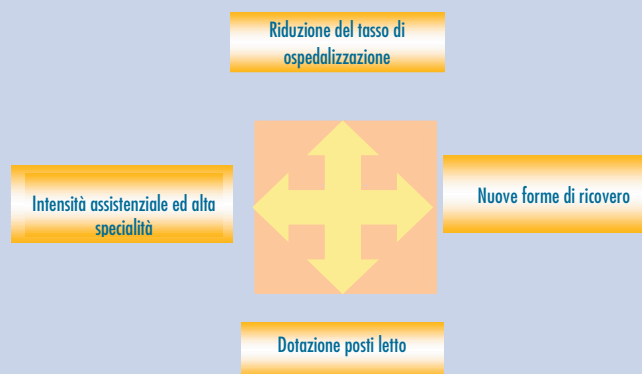 Riduzione del tasso di
ospedalizzazione
Intensità assistenziale ed alta
specialità
Nuove forme di ricovero
Dotazione posti letto